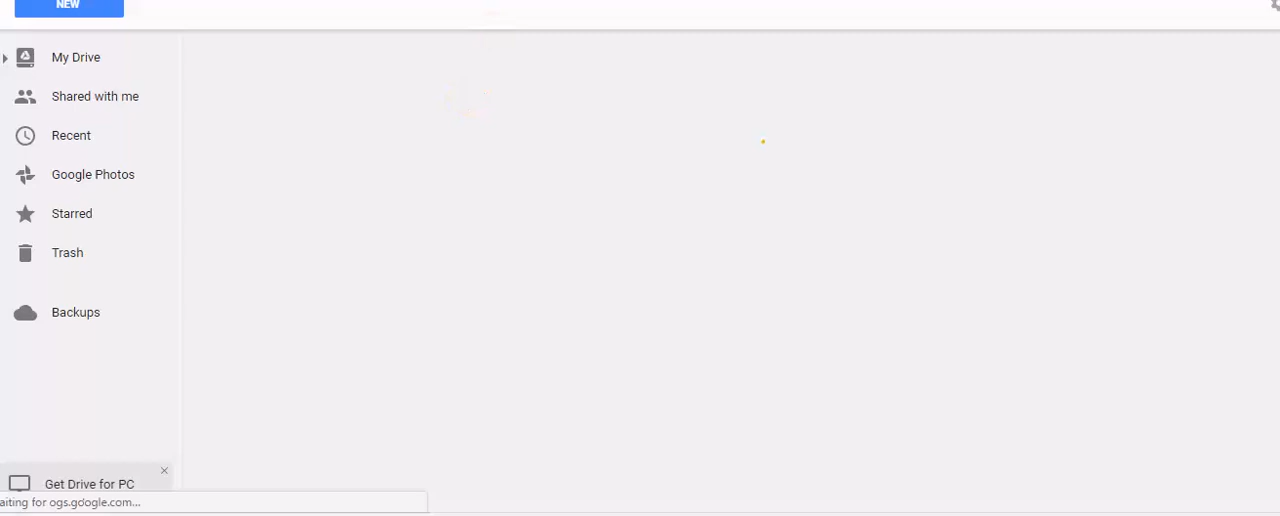 NEW
My Drive
Shared with me
Recent
Google Photos
Starred
Trash
Backups
Get Drive for PC
aiting for ogs.google.com...